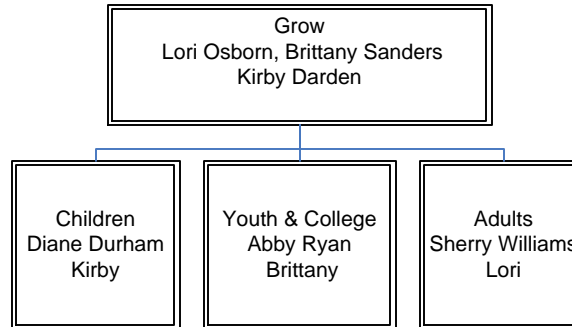 Grow
Lori Osborn, Brittany Sanders
Kirby Darden
Children
Diane Durham
Kirby
Youth & College
Abby Ryan
Brittany
Adults
Sherry Williams
Lori